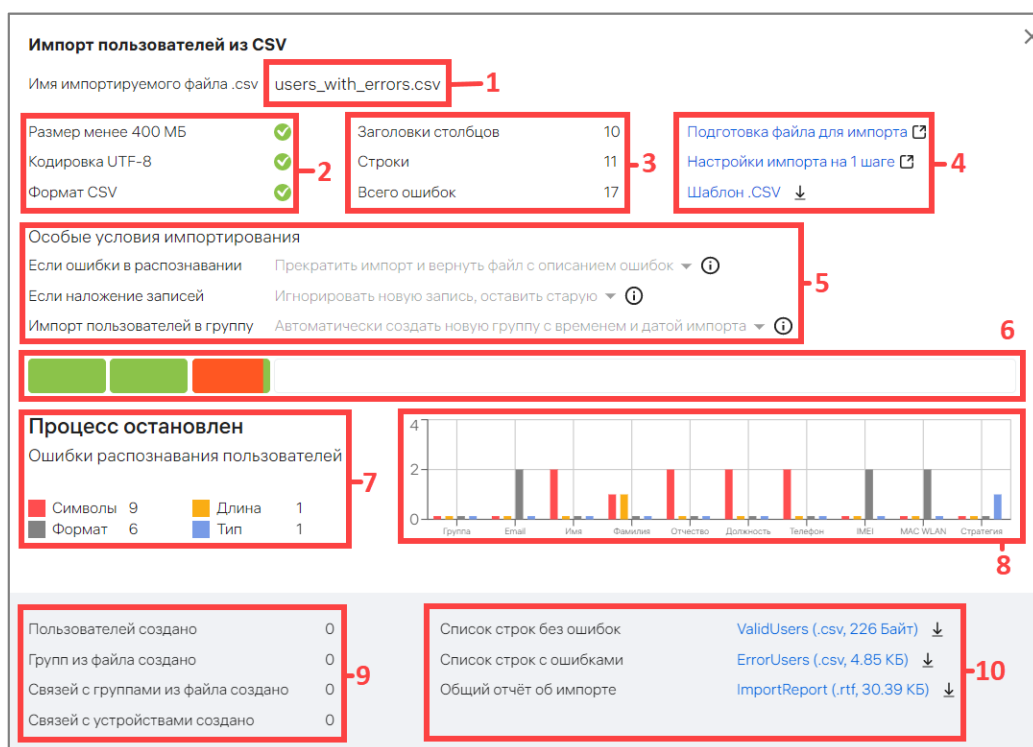 Импорт пользователей из CSV
Имя импортируемого файла .csv users_with_errors.csv 1
Размер менее 400 МБ Заголовки столбцов 10 Подготовка файла для импорта
Кодировка UTF-8 2 Строки 11 3 Настройки импорта на 1 шаге 4
Формат CSV Всего ошибок 17 Шаблон .CSV
Особые условия импортирования
Если ошибки в распознавании Прекратить импорт и вернуть файл с описанием ошибок
Если наложение записей Игнорировать новую запись, оставить старую 5
Импорт пользователей в группу Автоматически создать новую группу с временем и датой импорта
6
Процесс остановлен
Ошибки распознавания пользователей
7
Символы 9 Длина 1
Формат 6 Тип 1
4
2
0
Группа Email Имя Фамилия Отчество Должность Телефон IMEI MAC WLAN Стратегия
8
Пользователей создано 0 Список строк без ошибок ValidUsers (.csv, 226 Байт)
Групп из файла создано 0 Список строк с ошибками ErrorUsers (.csv, 4.85 КБ)
9 10
Связей с группами из файла создано 0 Общий отчёт об импорте ImportReport (.rtf, 30.39 КБ)
Связей с устройствами создано 0